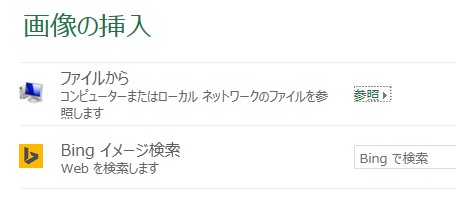 画像の挿入
ファイルから
コンピューターまたはローカル ネットワークのファイルを参
照します
参照
Bing イメージ検索
Web を検索します
Bing で検索